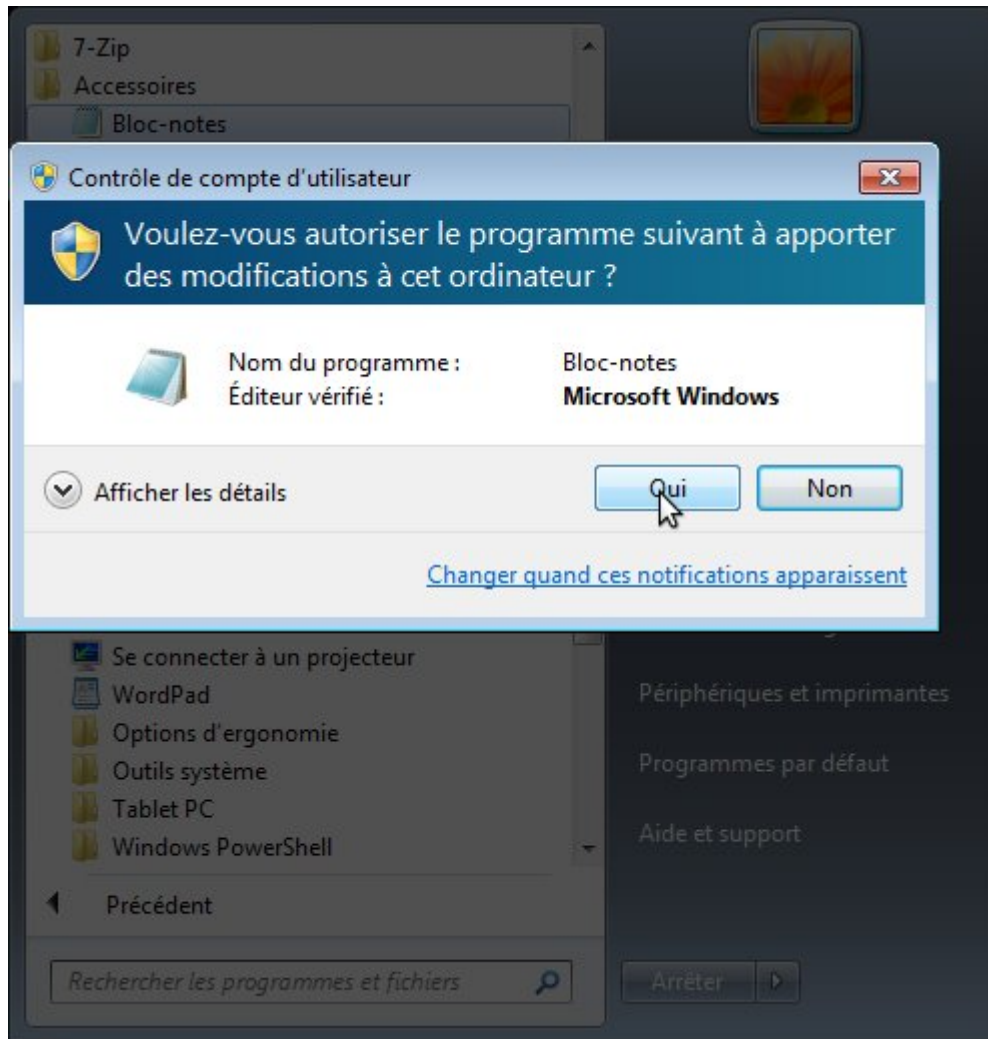 7-Zip
Accessoires
Bloc-notes
Contrôle de compte d'utilisateur
Voulez-vous autoriser le programme suivant à apporter
des modifications à cet ordinateur ?
Nom du programme : Bloc-notes
Éditeur vérifié : Microsoft Windows
Afficher les détails
Oui Non
Changer quand ces notifications apparaissent
Se connecter à un projecteur
WordPad
Options d'ergonomie
Outils système
Tablet PC
Windows PowerShell
Précédent
Rechercher les programmes et fichiers
Périphériques et imprimantes
Programmes par défaut
Aide et support
Arrêter